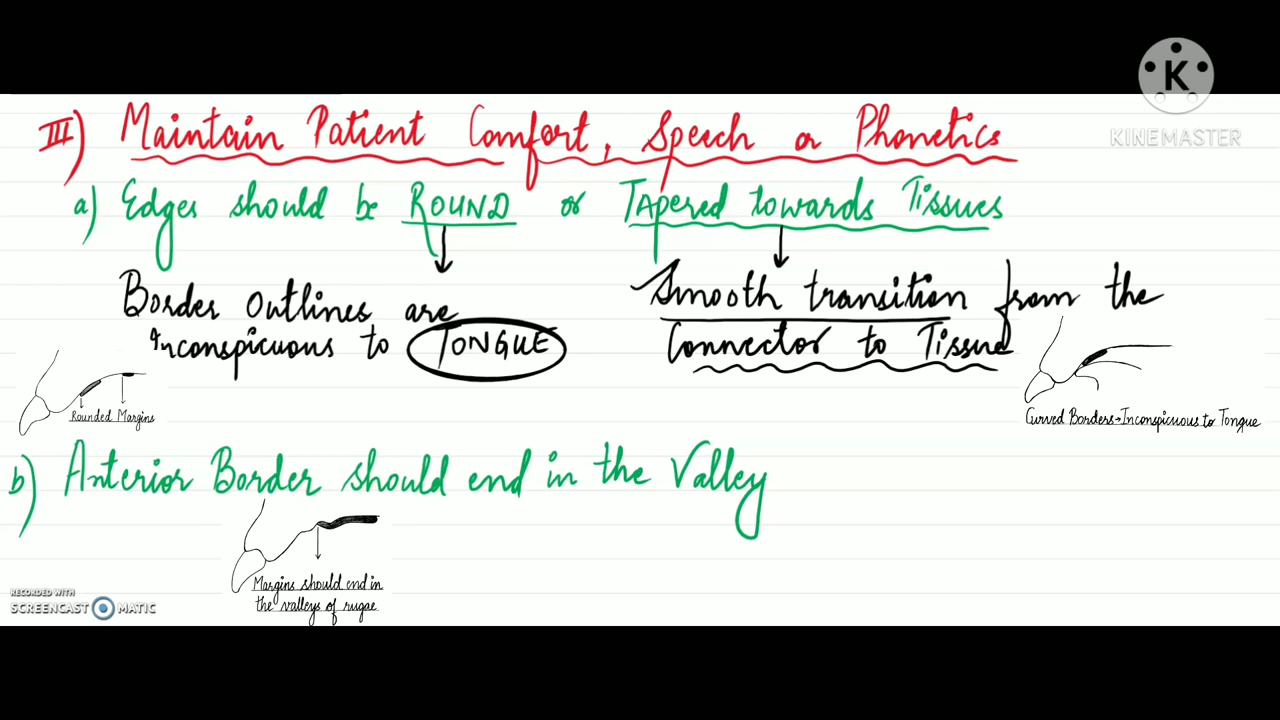 K
KINEMASTER
III) Maintain Patient Comfort, Speech or Phonetics
a) Edges should be ROUND or TApered towards Tissues
Border Outlines are
Inconspicuous to TONGUE
Smooth transition from the
Connector to Tissue
Rounded Margins
Curved Borders→Inconspicuous to Tongue
b) Anterior Border should end in the Valley
Margins should end in
the valleys of rugae
RECORDED WITH
SCREENCAST MATIC